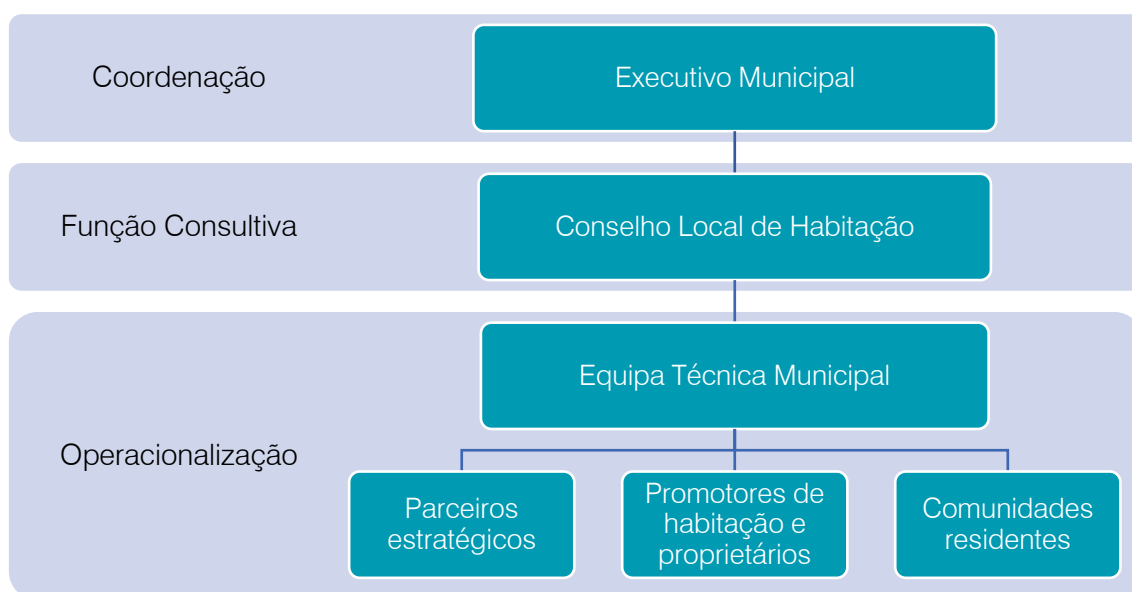 Coordenação
Executivo Municipal
Função Consultiva
Conselho Local de Habitação
Operacionalização
Equipa Técnica Municipal
Parceiros
estratégicos
Promotores de
habitação e
proprietários
Comunidades
residentes